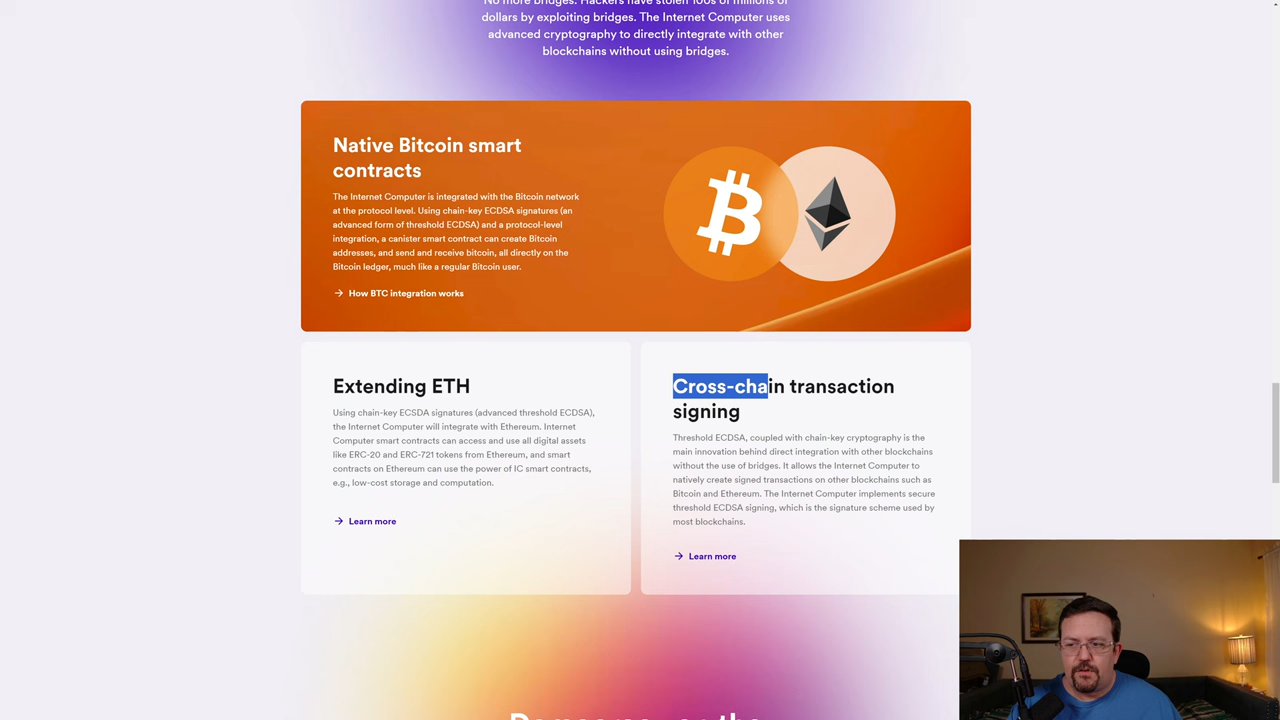 dollars by exploiting bridges. The Internet Computer uses
advanced cryptography to directly integrate with other
blockchains without using bridges.
Native Bitcoin smart
contracts
The Internet Computer is integrated with the Bitcoin network
at the protocol level. Using chain-key ECDSA signatures (an
advanced form of threshold ECDSA) and a protocol-level
integration, a canister smart contract can create Bitcoin
addresses, and send and receive bitcoin, all directly on the
Bitcoin ledger, much like a regular Bitcoin user.
How BTC integration works
Extending ETH
Using chain-key ECSDA signatures (advanced threshold ECDSA),
the Internet Computer will integrate with Ethereum. Internet
Computer smart contracts can access and use all digital assets
like ERC-20 and ERC-721 tokens from Ethereum, and smart
contracts on Ethereum can use the power of IC smart contracts,
e.g., low-cost storage and computation.
Learn more
Cross-chain transaction
signing
Threshold ECDSA, coupled with chain-key cryptography is the
main innovation behind direct integration with other blockchains
without the use of bridges. It allows the Internet Computer to
natively create signed transactions on other blockchains such as
Bitcoin and Ethereum. The Internet Computer implements secure
threshold ECDSA signing, which is the signature scheme used by
most blockchains.
Learn more